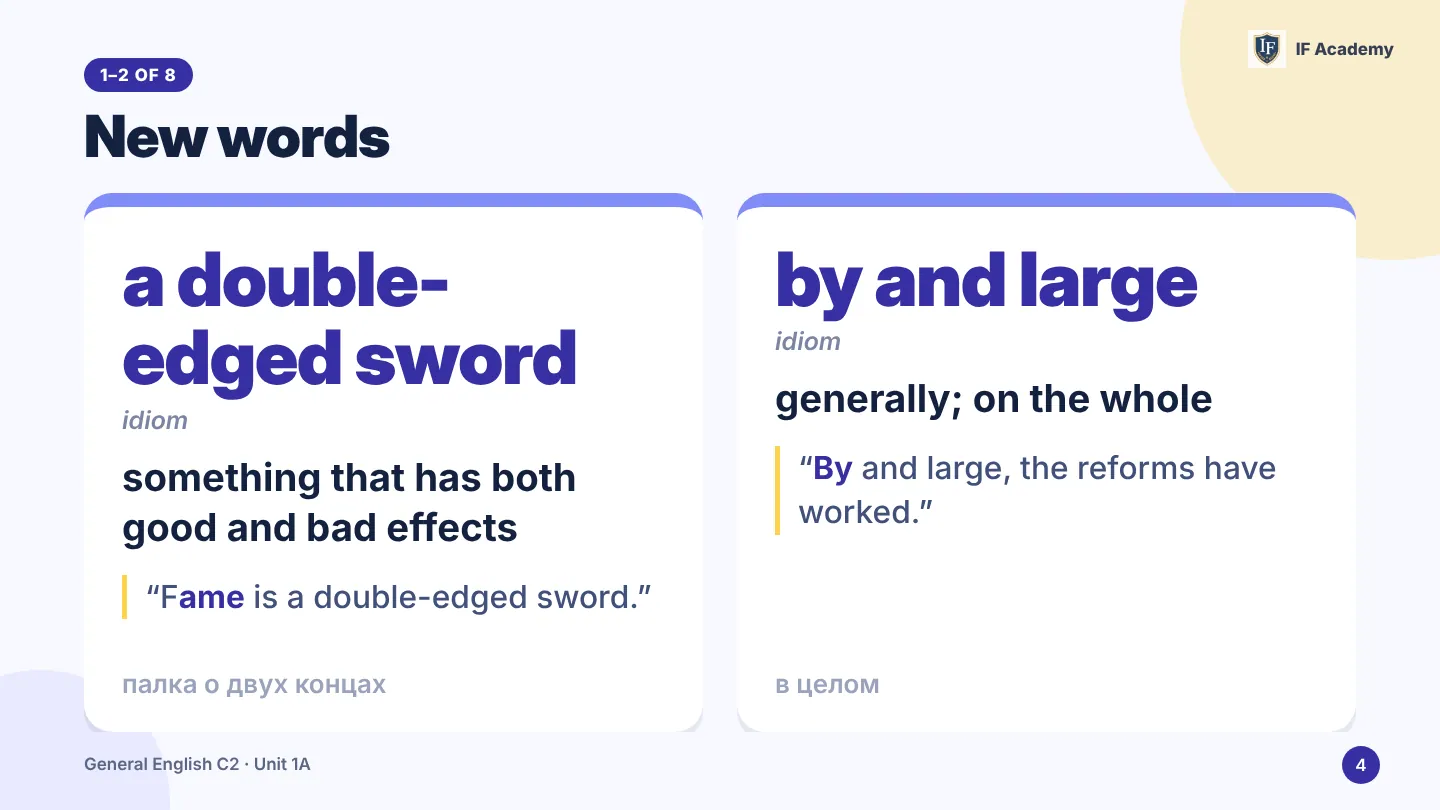 IF
IF Academy
1–2 OF 8
New words
a double-
edged sword
idiom
something that has both
good and bad effects
“Fame is a double-edged sword.”
палка о двух концах
by and large
idiom
generally; on the whole
“By and large, the reforms have
worked.”
в целом
General English C2 · Unit 1A
4